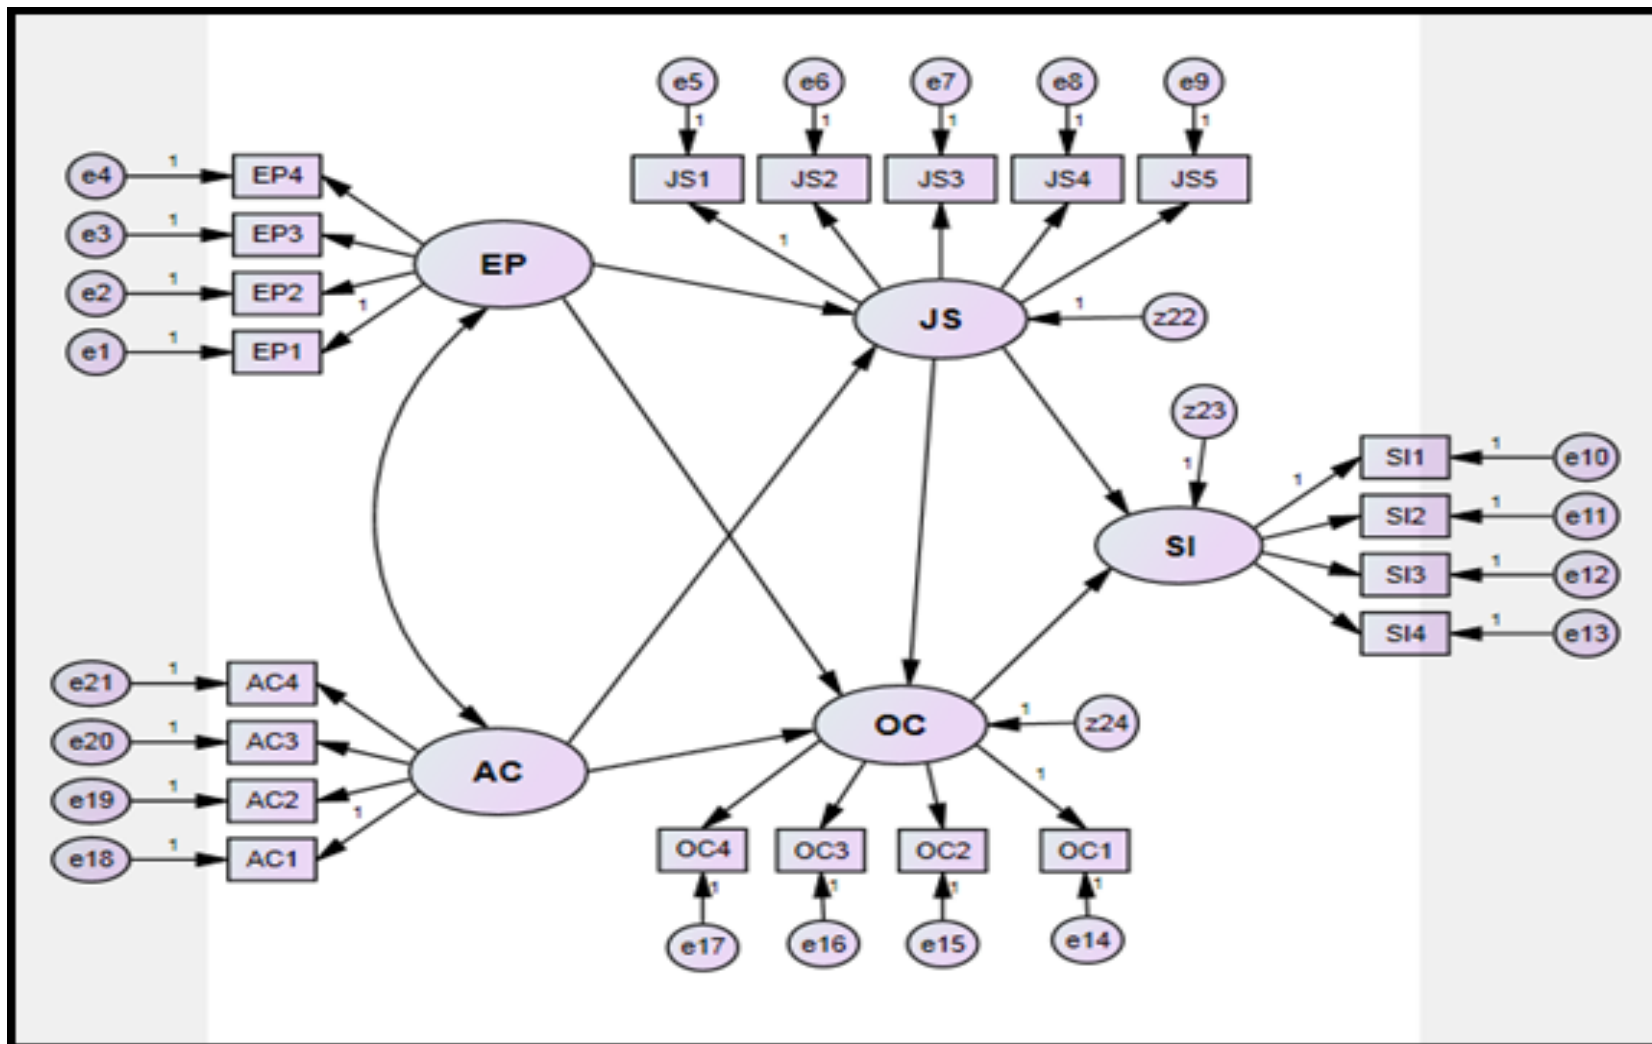 e5 e6 e7 e8 e9
1 1 1 1 1
JS1 JS2 JS3 JS4 JS5
e4 1 EP4
e3 1 EP3
e2 1 EP2
e1 1 EP1
1
EP
1
JS
1 z22
z23
1
SI
1
SI1 1 e10
SI2 1 e11
SI3 1 e12
SI4 1 e13
e21 1 AC4
e20 1 AC3
e19 1 AC2
e18 1 AC1
1
AC
OC
1 z24
1
OC4 OC3 OC2 OC1
1 1 1 1
e17 e16 e15 e14